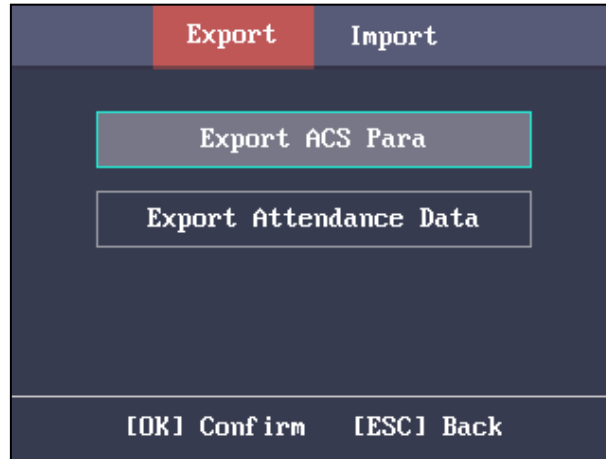 Export Import
Export ACS Para
Export Attendance Data
[OK] Confirm [ESC] Back